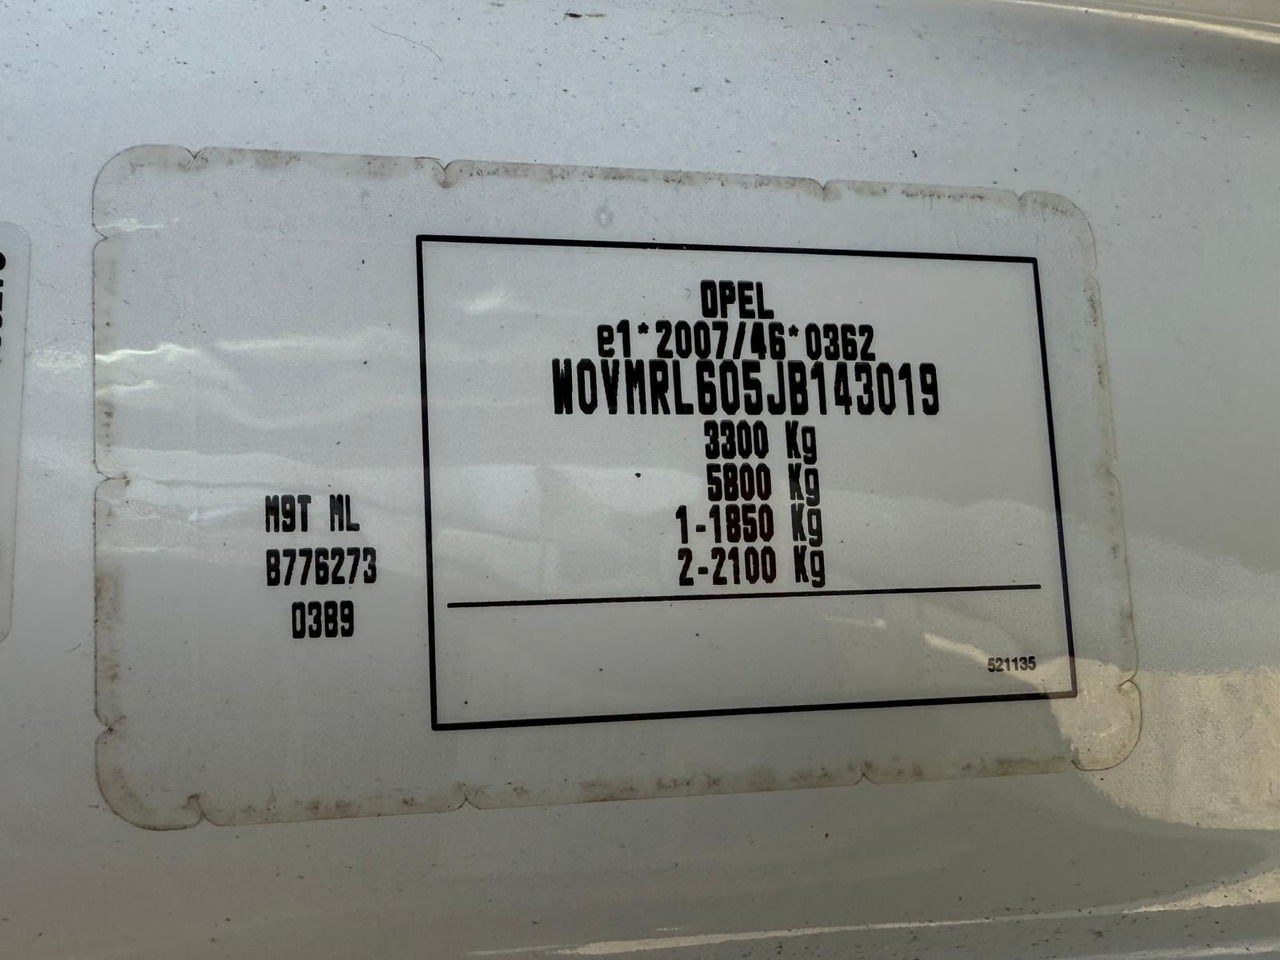 OPEL
e1*2007/46*0362
W0VMRL605JB143019
3300 Kg
5800 Kg
1-1850 Kg
2-2100 Kg
M9T ML
B776273
03B9
521135